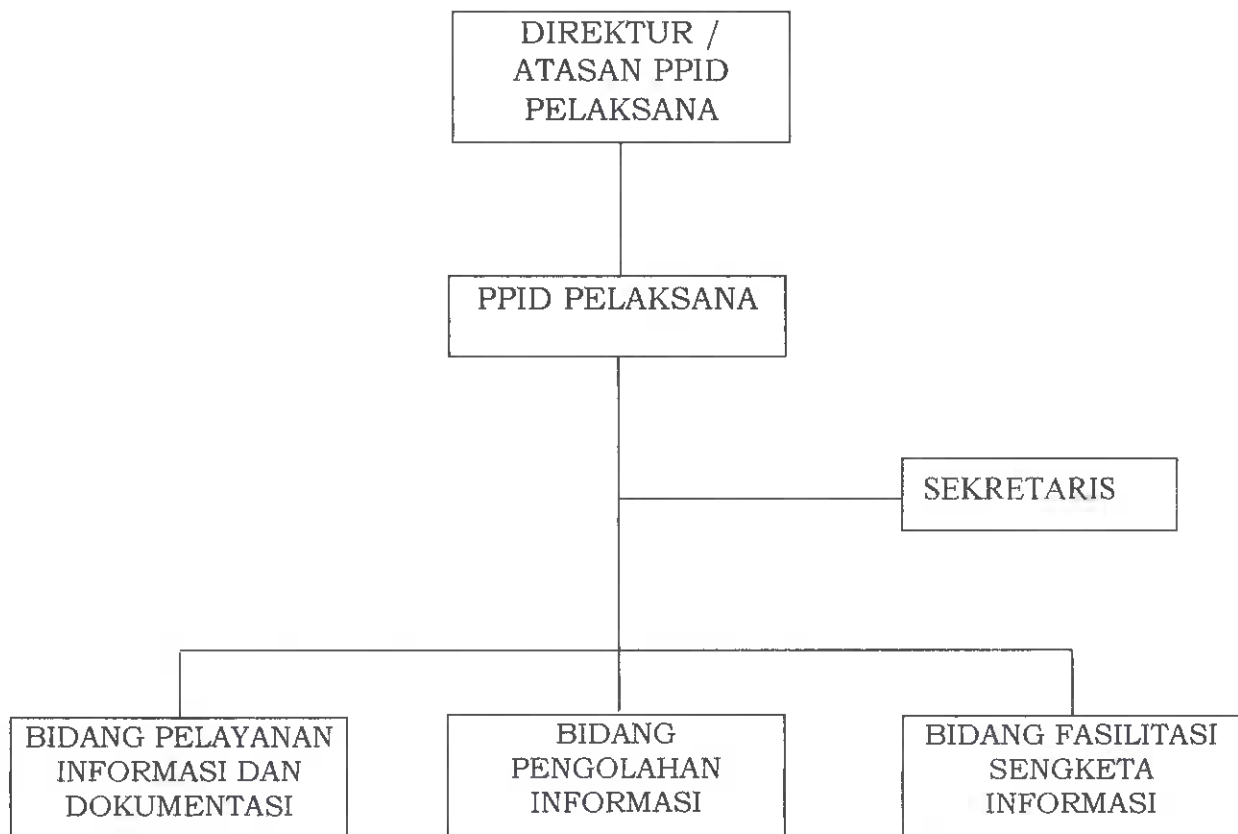 DIREKTUR /
ATASAN PPID
PELAKSANA
PPID PELAKSANA
SEKRETARIS
BIDANG PELAYANAN
INFORMASI DAN
DOKUMENTASI
BIDANG
PENGOLAHAN
INFORMASI
BIDANG FASILITASI
SENGKETA
INFORMASI